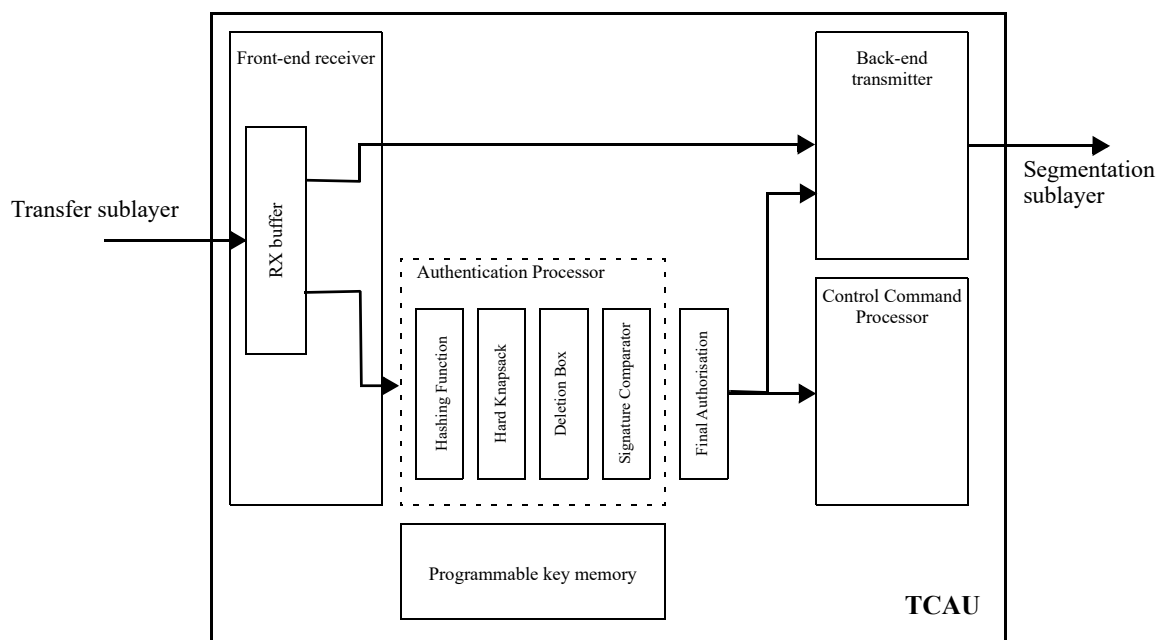 Front-end receiver
Back-end
transmitter
Transfer sublayer
RX buffer
Segmentation
sublayer
Authentication Processor
Hashing Function
Hard Knapsack
Deletion Box
Signature Comparator
Final Authorisation
Control Command
Processor
Programmable key memory
TCAU